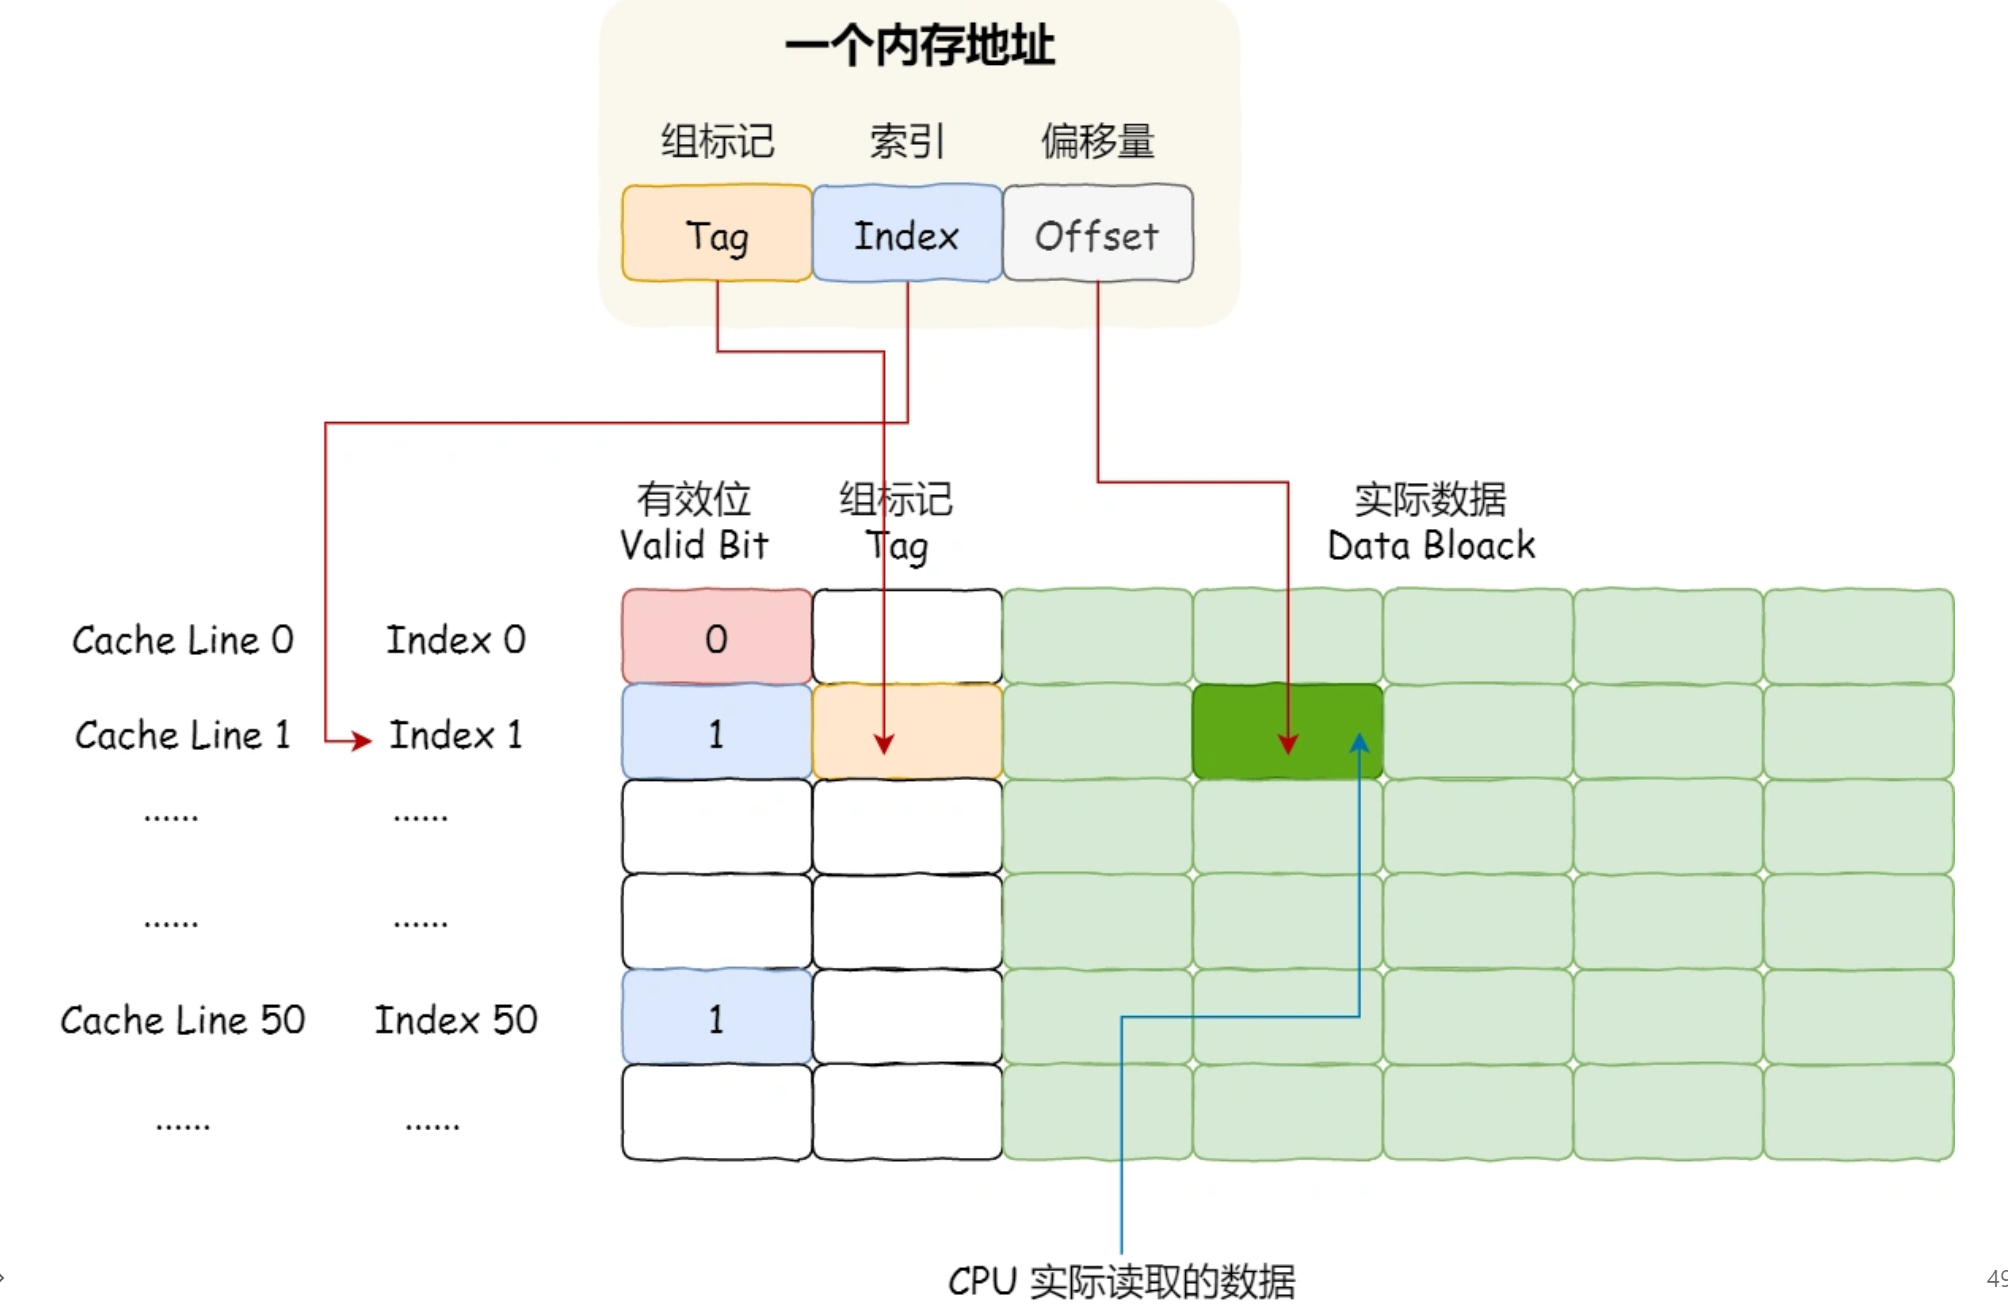 一个内存地址
组标记 索引 偏移量
Tag Index Offset
有效位 组标记 实际数据
Valid Bit Tag Data Bloack
Cache Line 0 Index 0 0
Cache Line 1 Index 1 1
...... ......
...... ......
Cache Line 50 Index 50 1
...... ......
CPU 实际读取的数据